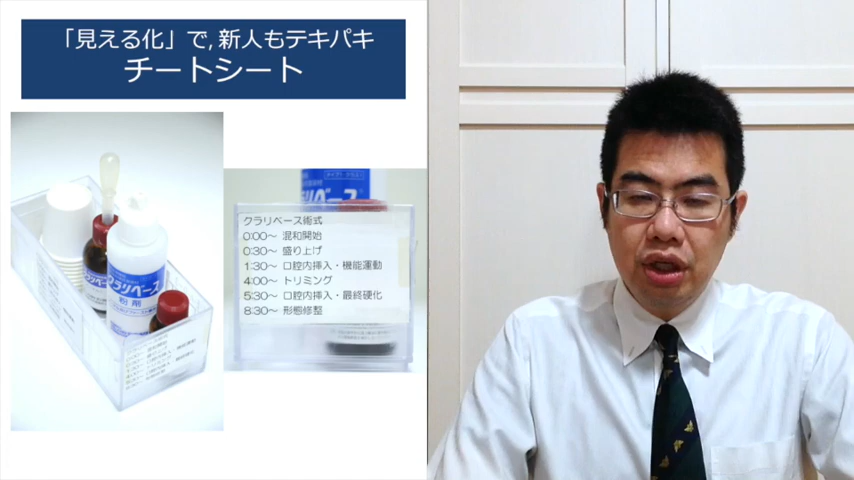 「見える化」で,新人もテキパキ
チートシート
クラリベース
粉剤
クラリベース術式
0:00～ 混和開始
0:30～ 盛り上げ
1:30～ 口腔内挿入・機能運動
4:00～ トリミング
5:30～ 口腔内挿入・最終硬化
8:30～ 形態修整